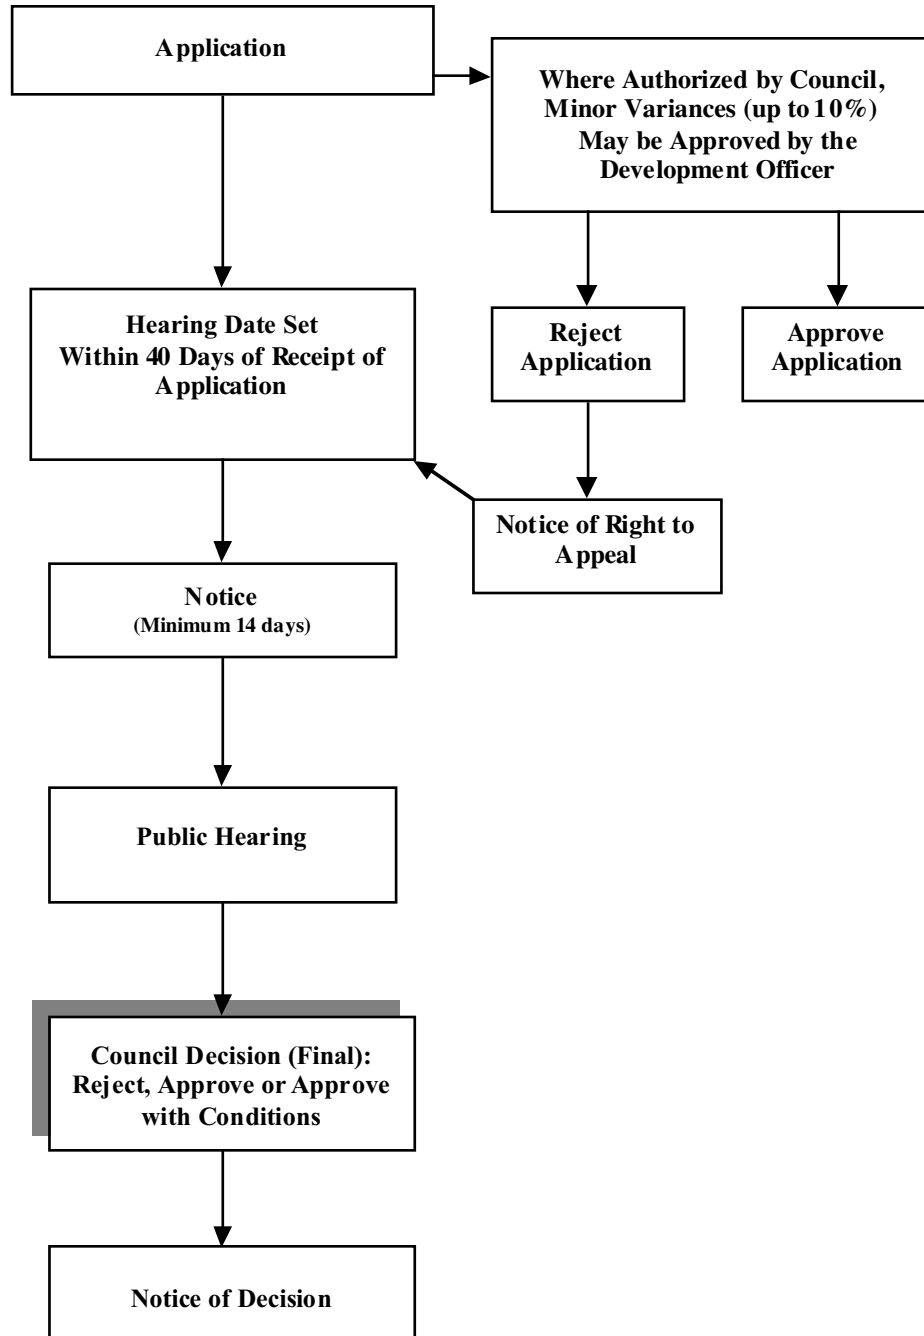 Application
Where Authorized by Council,
Minor Variances (up to 10%)
May be Approved by the
Development Officer
Hearing Date Set
Within 40 Days of Receipt of
Application
Reject
Application
Approve
Application
Notice of Right to
Appeal
Notice
(Minimum 14 days)
Public Hearing
Council Decision (Final):
Reject, Approve or Approve
with Conditions
Notice of Decision